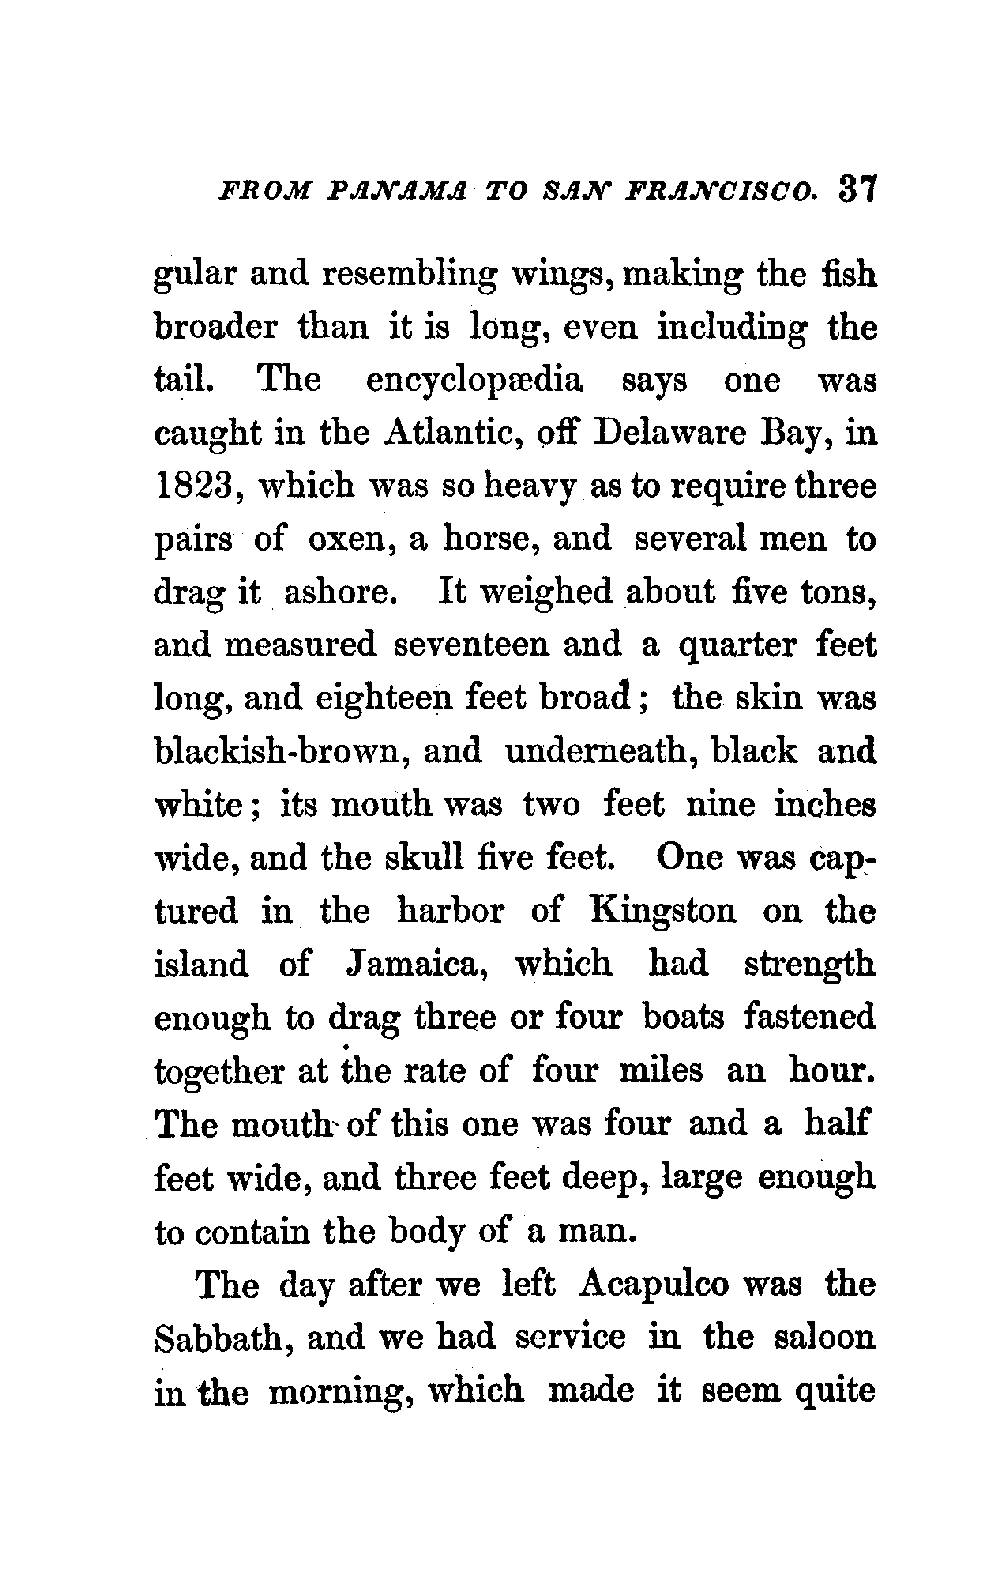 FROM PANAMA TO SAN FRANCISCO. 37
gular and resembling wings, making the fish
broader than it is long, even including the
tail. The encyclopædia says one was
caught in the Atlantic, off Delaware Bay, in
1823, which was so heavy as to require three
pairs of oxen, a horse, and several men to
drag it ashore. It weighed about five tons,
and measured seventeen and a quarter feet
long, and eighteen feet broad; the skin was
blackish-brown, and underneath, black and
white; its mouth was two feet nine inches
wide, and the skull five feet. One was cap-
tured in the harbor of Kingston on the
island of Jamaica, which had strength
enough to drag three or four boats fastened
together at the rate of four miles an hour.
The mouth of this one was four and a half
feet wide, and three feet deep, large enough
to contain the body of a man.
The day after we left Acapulco was the
Sabbath, and we had service in the saloon
in the morning, which made it seem quite